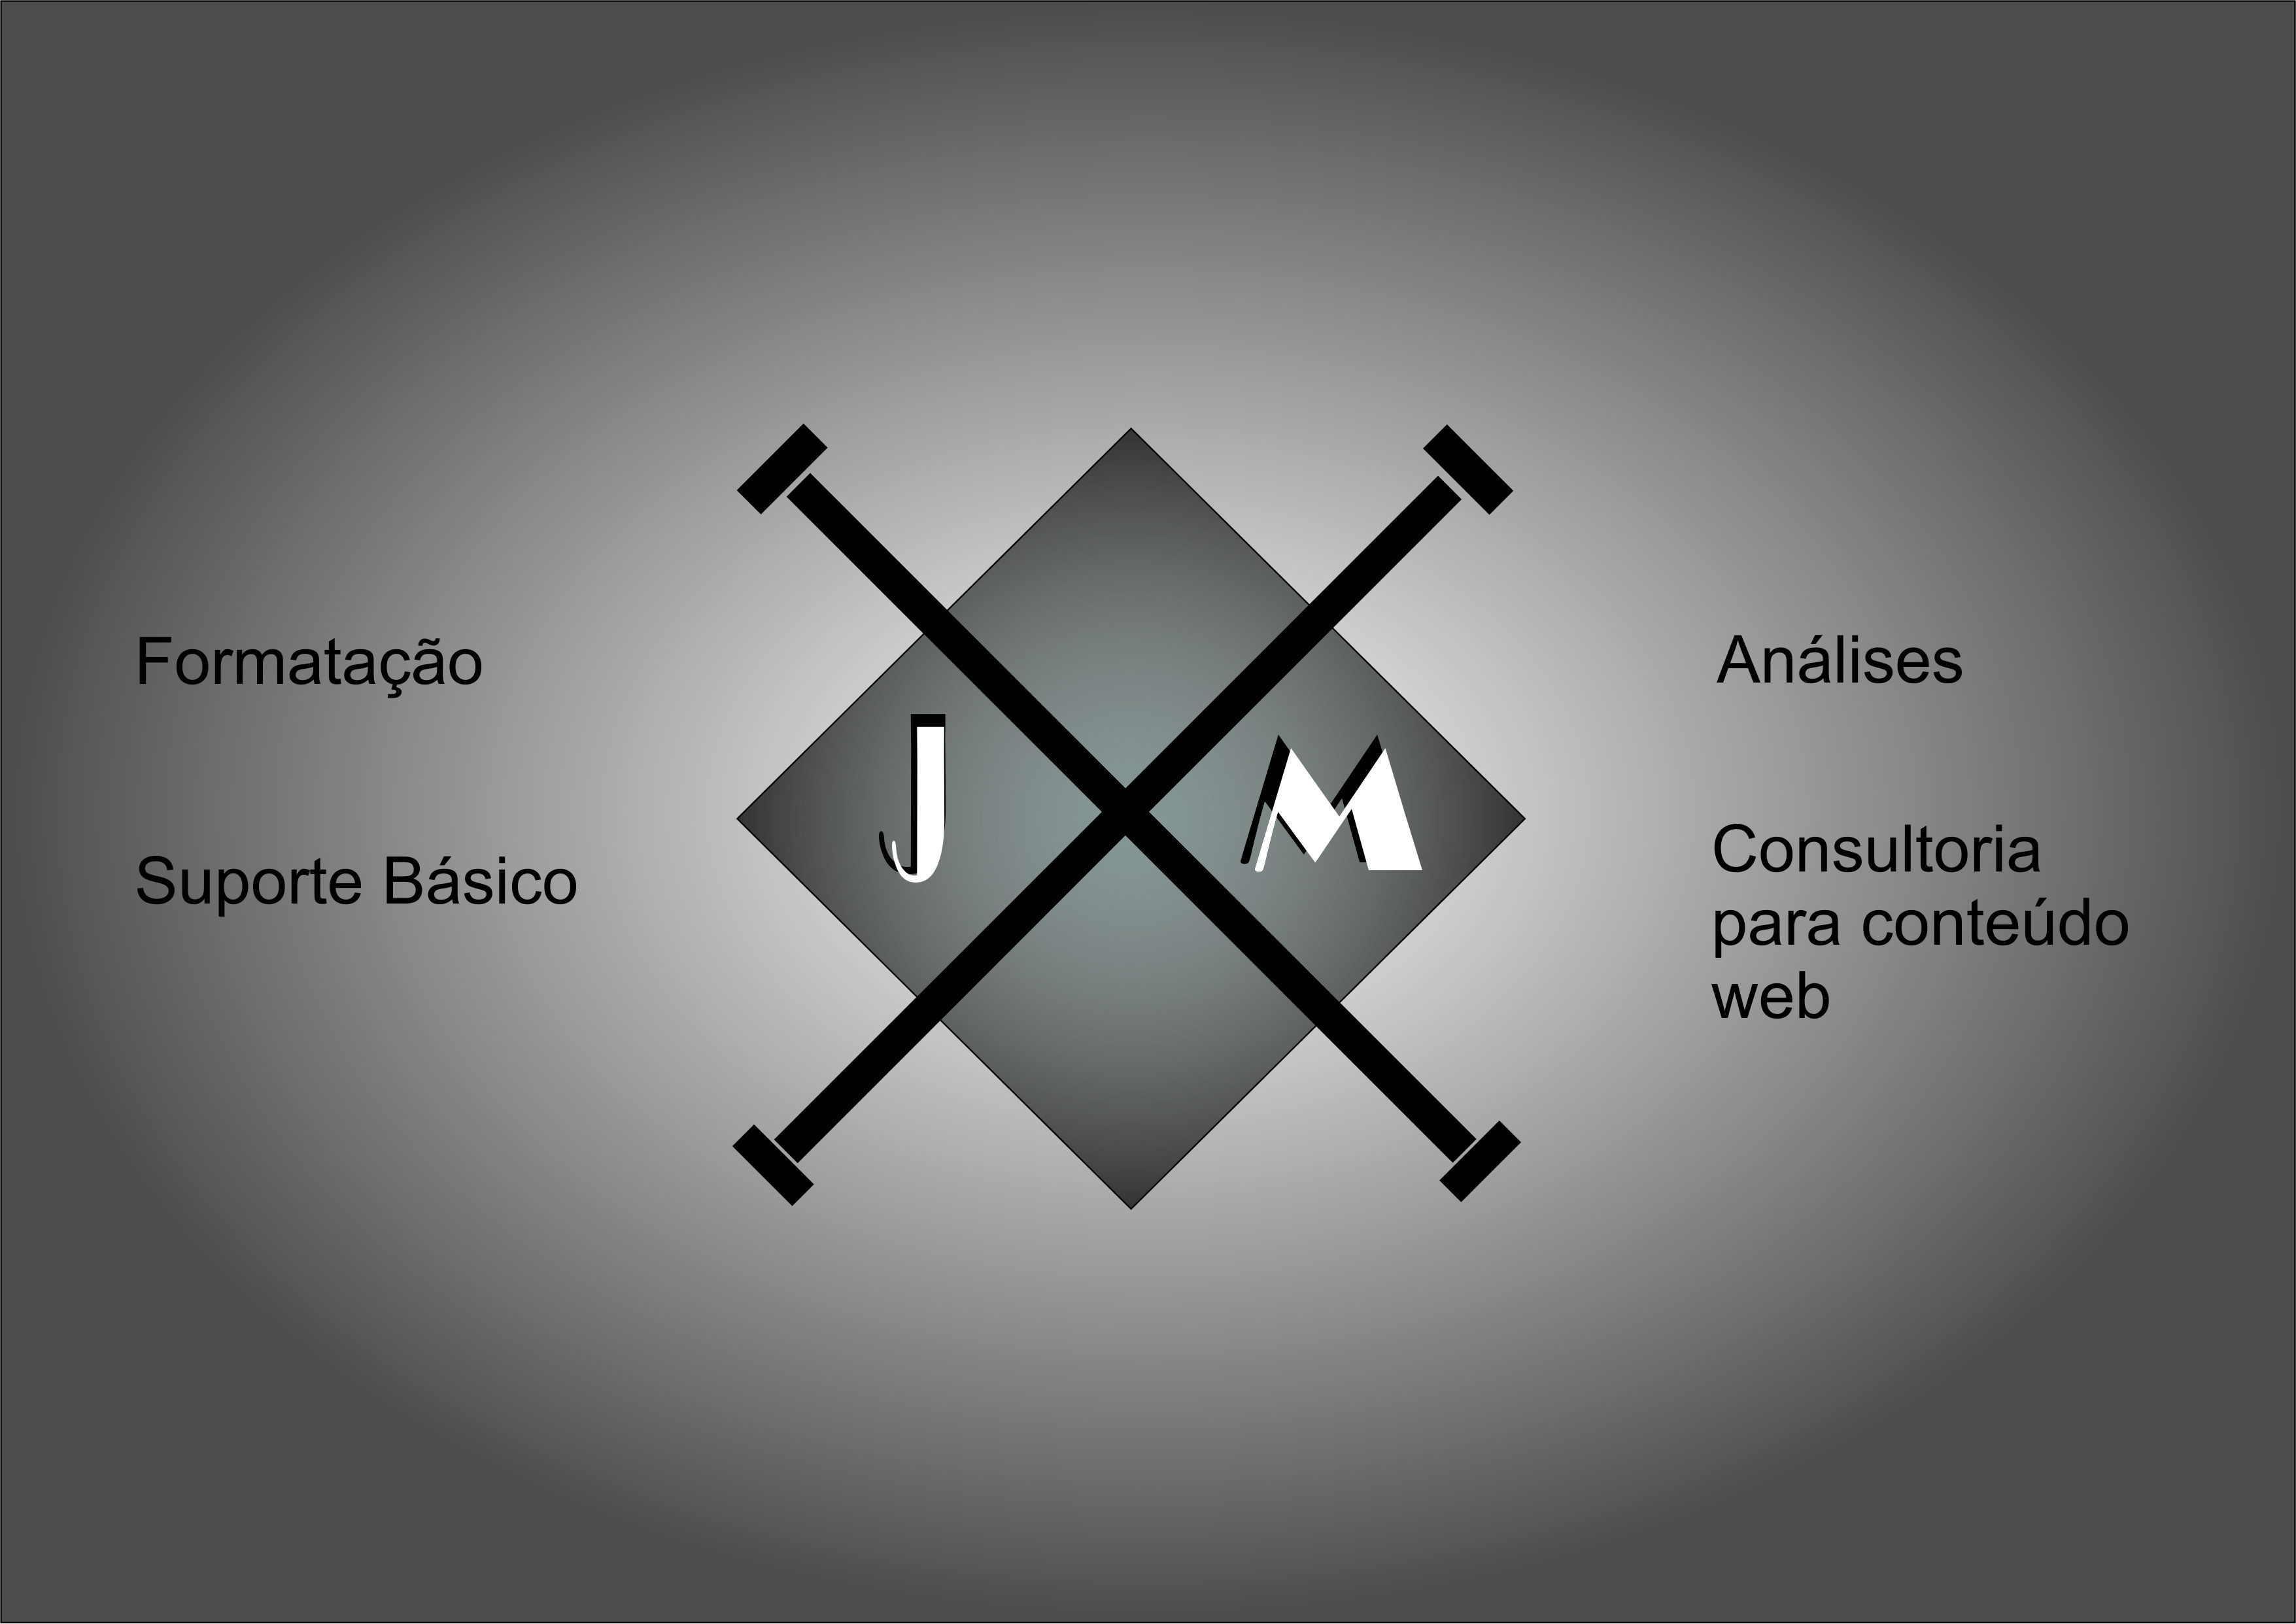 Formatação
Suporte Básico
J M
Análises
Consultoria
para conteúdo
web